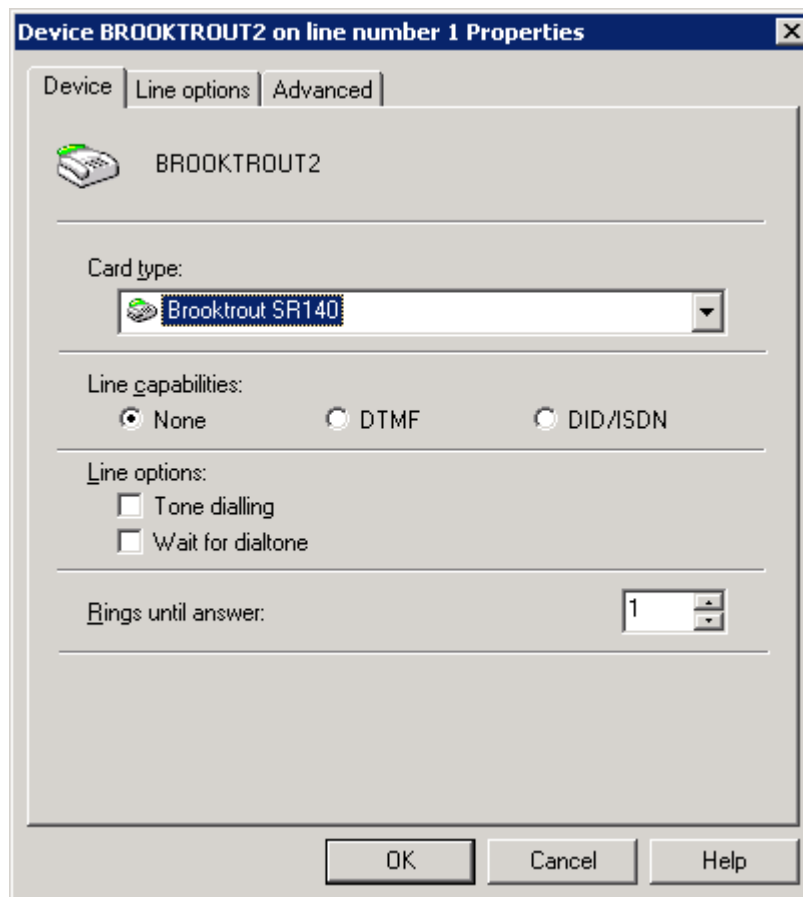 Device BROOKTROUT2 on line number 1 Properties
Device Line options Advanced
BROOKTROUT2
Card type:
Brooktrout SR140
Line capabilities:
None DTMF DID/ISDN
Line options:
Tone dialling
Wait for dialtone
Rings until answer: 1
OK Cancel Help